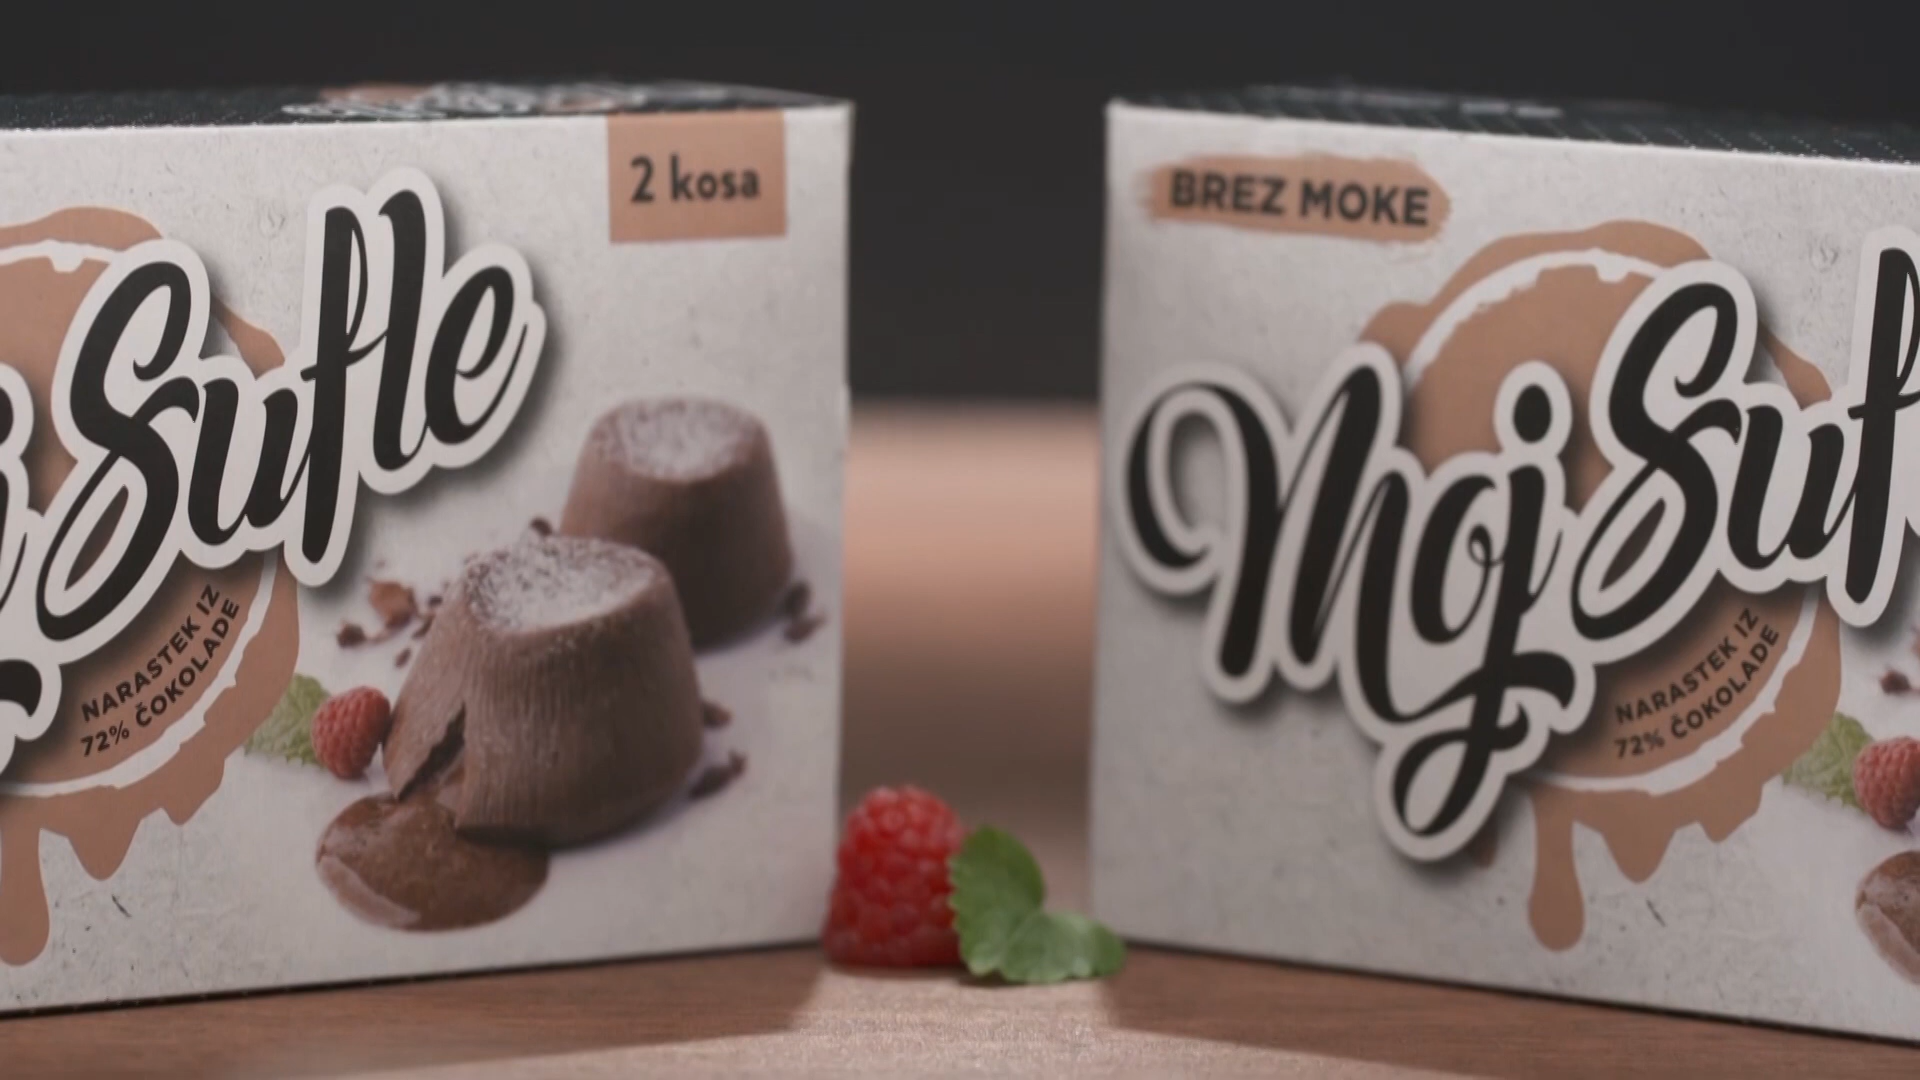 2 kosa
Sufle
NARASTEK IZ
72% ČOKOLADE
BREZ MOKE
Moj Suf
NARASTEK IZ
72% ČOKOLADE